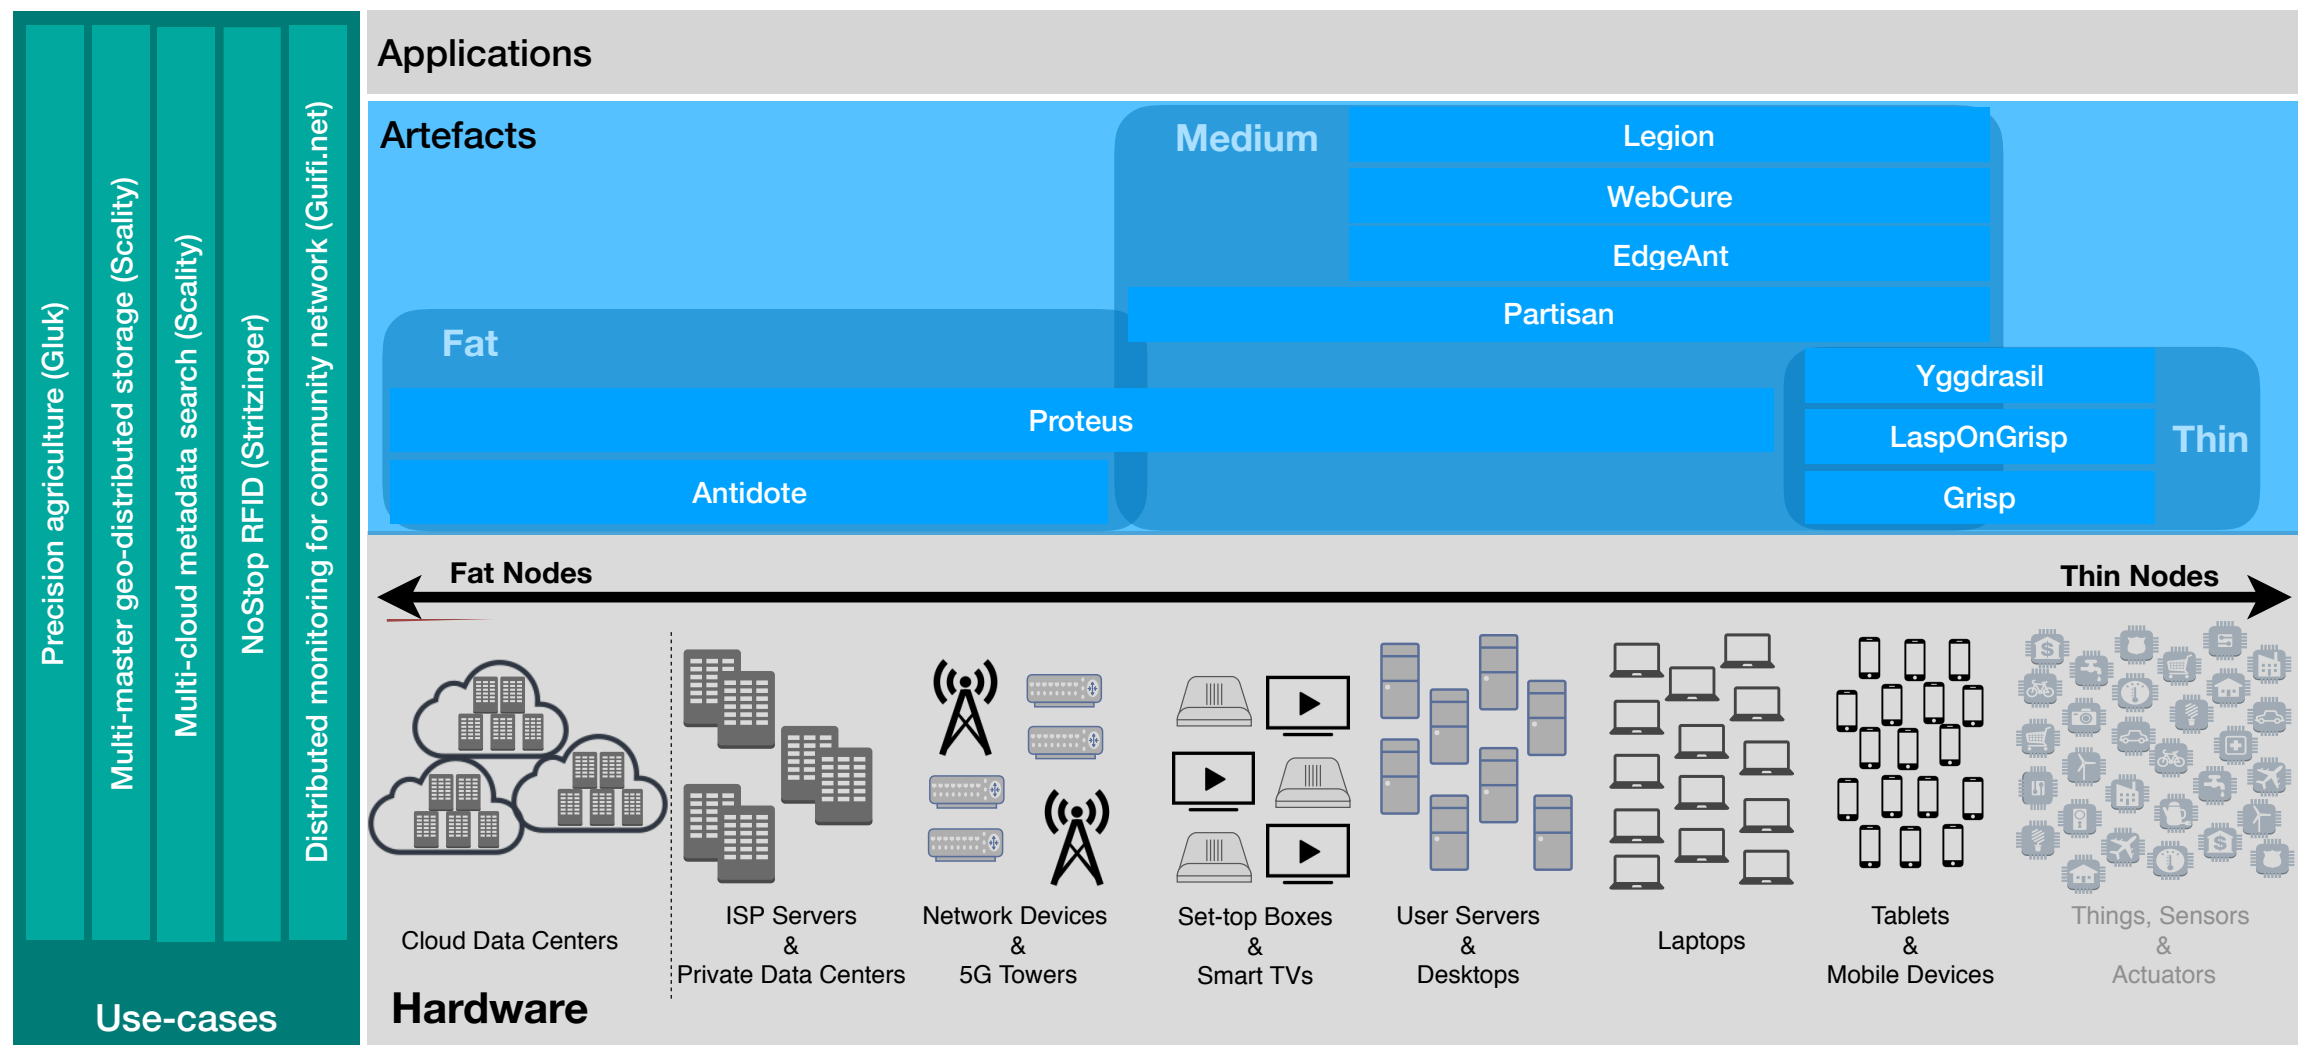 Precision agriculture (Gluk)
Multi-master geo-distributed storage (Scality)
Multi-cloud metadata search (Scality)
NoStop RFID (Stritzinger)
Distributed monitoring for community network (Guifi.net)
Use-cases
Applications
Artefacts
Medium
Legion
WebCure
EdgeAnt
Partisan
Fat
Proteus
Antidote
Yggdrasil
LaspOnGrisp
Thin
Grisp
Fat Nodes
Thin Nodes
Cloud Data Centers
ISP Servers
&
Private Data Centers
Network Devices
&
5G Towers
Set-top Boxes
&
Smart TVs
User Servers
&
Desktops
Laptops
Tablets
&
Mobile Devices
Things, Sensors
&
Actuators
Hardware